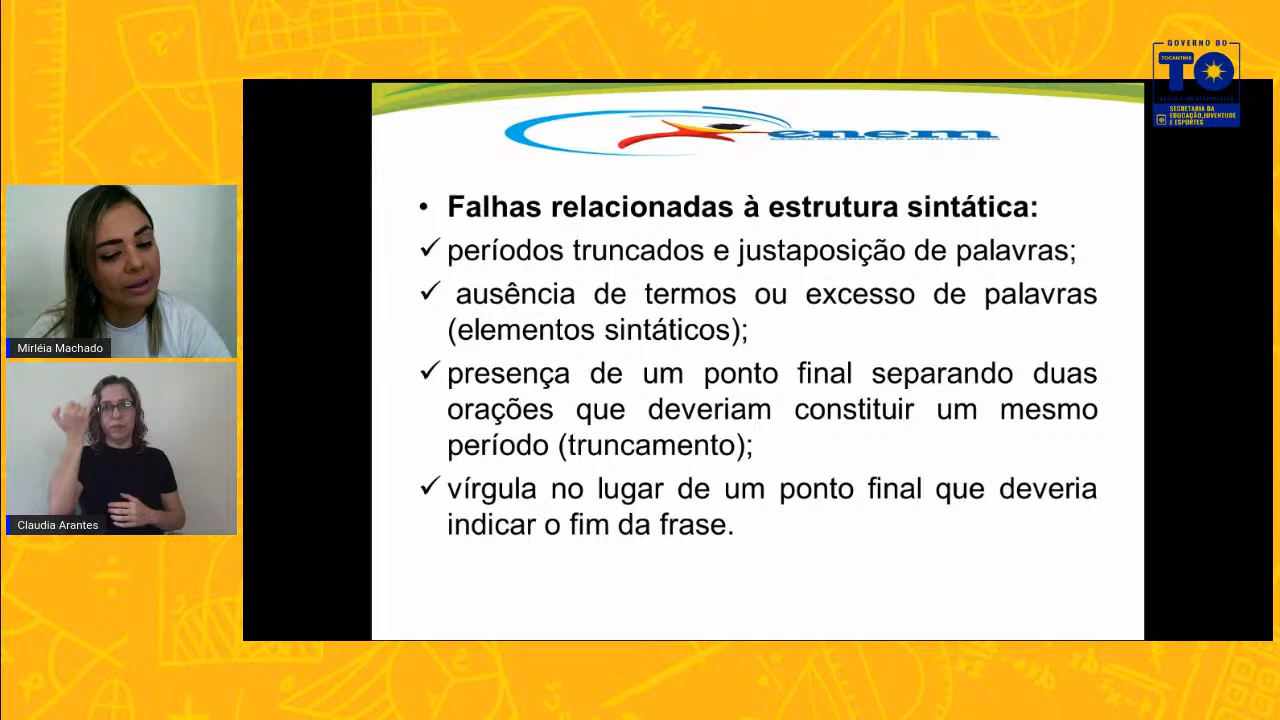 GOVERNO DO
TOCANTINS
TO
SECRETARIA DA
EDUCAÇÃO, JUVENTUDE
E ESPORTES
enem
• Falhas relacionadas à estrutura sintática:
✓ períodos truncados e justaposição de palavras;
✓ ausência de termos ou excesso de palavras
(elementos sintáticos);
✓ presença de um ponto final separando duas
orações que deveriam constituir um mesmo
período (truncamento);
✓ vírgula no lugar de um ponto final que deveria
indicar o fim da frase.
Mirléia Machado
Claudia Arantes